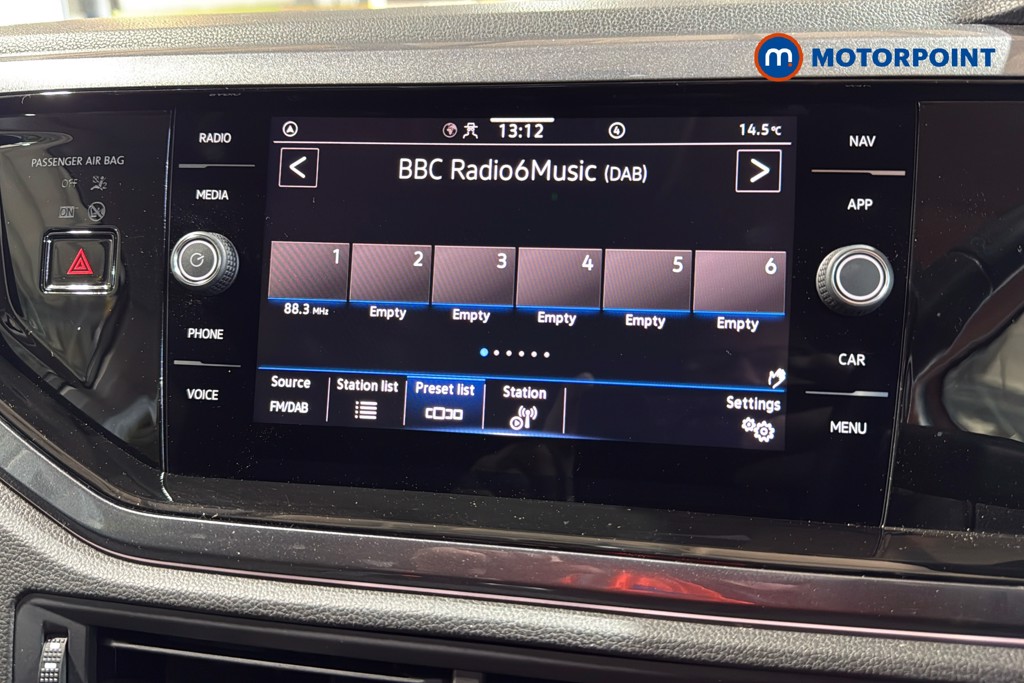 m MOTORPOINT
PASSENGER AIR BAG
OFF
ON
RADIO
MEDIA
PHONE
VOICE
13:12
4
14.5°C
<
BBC Radio6Music (DAB)
>
1 2 3 4 5 6
88.3 MHz Empty Empty Empty Empty Empty
Source
FM/DAB
Station list
Preset list
Station
Settings
NAV
APP
CAR
MENU